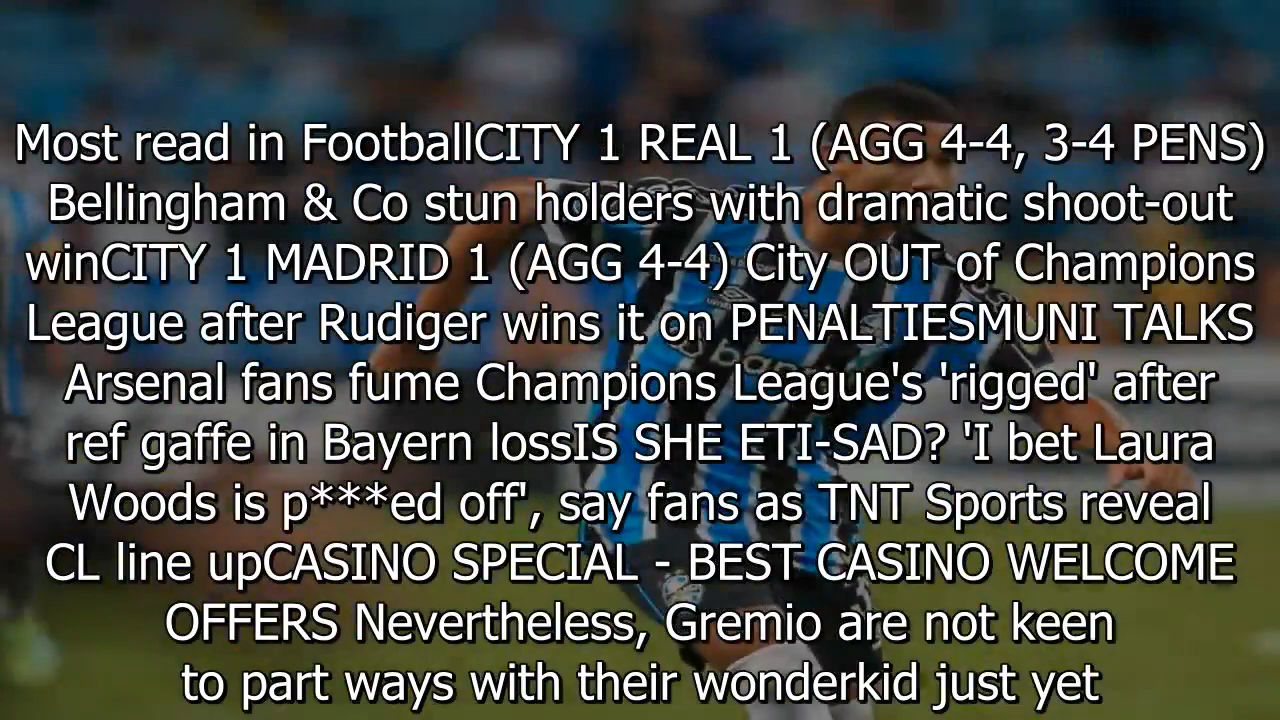 Most read in FootballCITY 1 REAL 1 (AGG 4-4, 3-4 PENS)
Bellingham & Co stun holders with dramatic shoot-out
winCITY 1 MADRID 1 (AGG 4-4) City OUT of Champions
League after Rudiger wins it on PENALTIESMUNI TALKS
Arsenal fans fume Champions League's 'rigged' after
ref gaffe in Bayern lossIS SHE ETI-SAD? 'I bet Laura
Woods is p***ed off', say fans as TNT Sports reveal
CL line upCASINO SPECIAL - BEST CASINO WELCOME
OFFERS Nevertheless, Gremio are not keen
to part ways with their wonderkid just yet